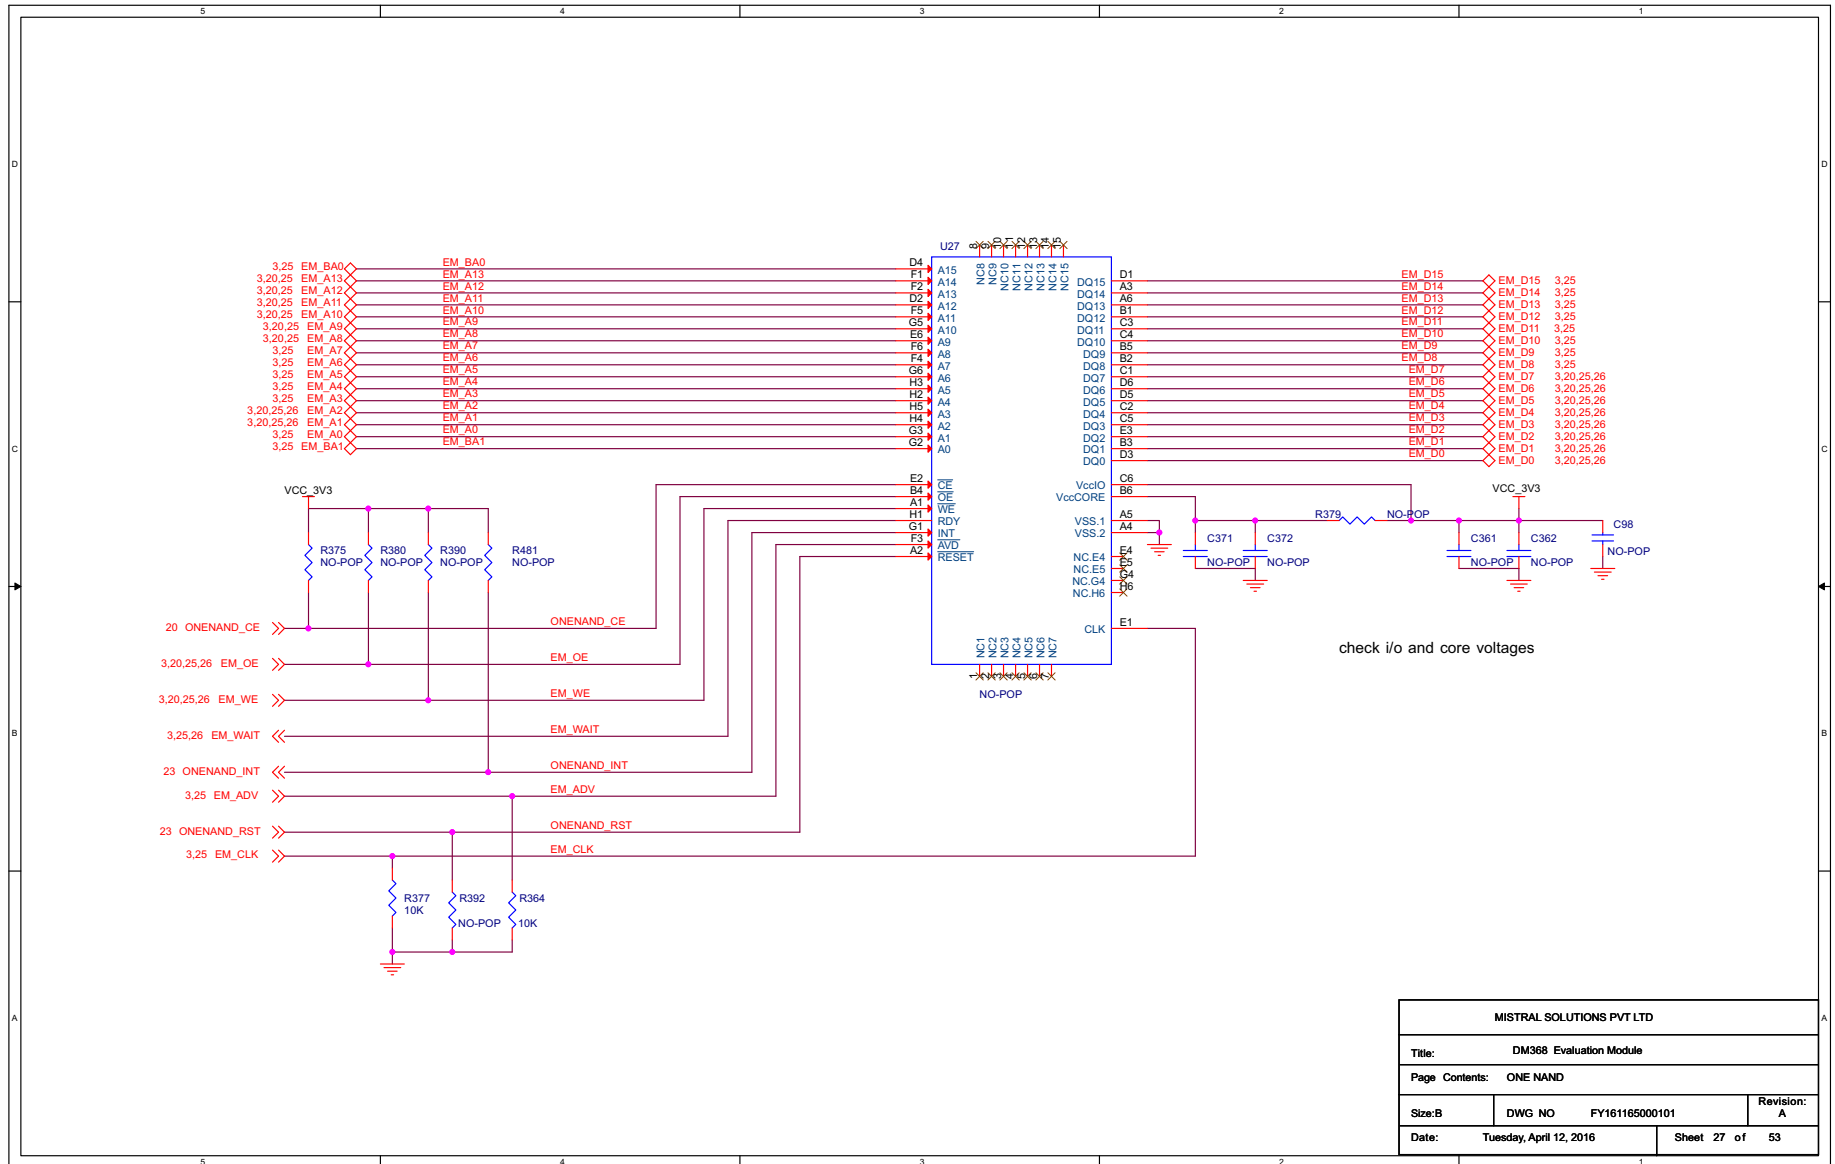 5 4 3 2 1
D D
C C
B B
A A
U27
8 9 10 11 12 13 14 15
NC8 NC9 NC10 NC11 NC12 NC13 NC14 NC15
3,25 EM_BA0 EM_BA0 D4 A15
3,20,25 EM_A13 EM_A13 F1 A14
3,20,25 EM_A12 EM_A12 F2 A13
3,20,25 EM_A11 EM_A11 D2 A12
3,20,25 EM_A10 EM_A10 F5 A11
3,20,25 EM_A9 EM_A9 G5 A10
3,20,25 EM_A8 EM_A8 E6 A9
3,25 EM_A7 EM_A7 F6 A8
3,25 EM_A6 EM_A6 F4 A7
3,25 EM_A5 EM_A5 G6 A6
3,25 EM_A4 EM_A4 H3 A5
3,25 EM_A3 EM_A3 H2 A4
3,20,25,26 EM_A2 EM_A2 H5 A3
3,20,25,26 EM_A1 EM_A1 H4 A2
3,25 EM_A0 EM_A0 G3 A1
3,25 EM_BA1 EM_BA1 G2 A0
DQ15 D1 EM_D15 EM_D15 3,25
DQ14 A3 EM_D14 EM_D14 3,25
DQ13 A6 EM_D13 EM_D13 3,25
DQ12 B1 EM_D12 EM_D12 3,25
DQ11 C3 EM_D11 EM_D11 3,25
DQ10 C4 EM_D10 EM_D10 3,25
DQ9 B5 EM_D9 EM_D9 3,25
DQ8 B2 EM_D8 EM_D8 3,25
DQ7 C1 EM_D7 EM_D7 3,20,25,26
DQ6 D6 EM_D6 EM_D6 3,20,25,26
DQ5 D5 EM_D5 EM_D5 3,20,25,26
DQ4 C2 EM_D4 EM_D4 3,20,25,26
DQ3 C5 EM_D3 EM_D3 3,20,25,26
DQ2 E3 EM_D2 EM_D2 3,20,25,26
DQ1 B3 EM_D1 EM_D1 3,20,25,26
DQ0 D3 EM_D0 EM_D0 3,20,25,26
E2 CE
B4 OE
A1 WE
H1 RDY
G1 INT
F3 AVD
A2 RESET
VccIO C6
VccCORE B6
VSS.1 A5
VSS.2 A4
NC.E4 E4
NC.E5 E5
NC.G4 G4
NC.H6 H6
CLK E1
VCC_3V3
R375 NO-POP
R380 NO-POP
R390 NO-POP
R481 NO-POP
VCC_3V3
R379 NO-POP
C371 NO-POP
C372 NO-POP
C361 NO-POP
C362 NO-POP
C98 NO-POP
20 ONENAND_CE ONENAND_CE
3,20,25,26 EM_OE EM_OE
3,20,25,26 EM_WE EM_WE
3,25,26 EM_WAIT EM_WAIT
23 ONENAND_INT ONENAND_INT
3,25 EM_ADV EM_ADV
23 ONENAND_RST ONENAND_RST
3,25 EM_CLK EM_CLK
NC1 NC2 NC3 NC4 NC5 NC6 NC7
1 2 3 4 5 6 7
NO-POP
check i/o and core voltages
R377 10K
R392 NO-POP
R364 10K
MISTRAL SOLUTIONS PVT LTD
Title: DM368 Evaluation Module
Page Contents: ONE NAND
Size:B DWG NO FY161165000101 Revision: A
Date: Tuesday, April 12, 2016 Sheet 27 of 53
5 4 3 2 1